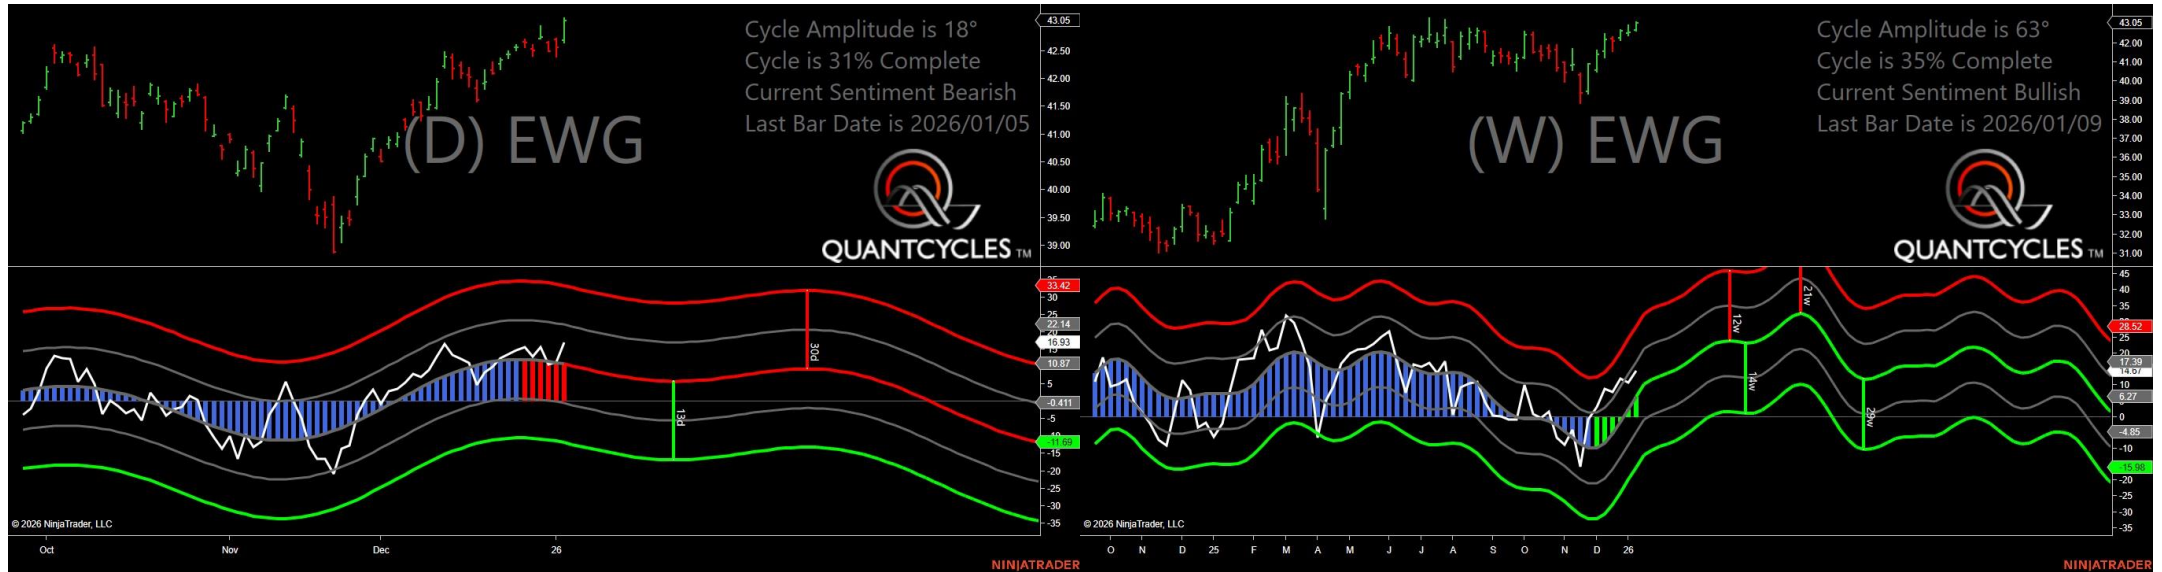 Cycle Amplitude is 18°
Cycle is 31% Complete
Current Sentiment Bearish
Last Bar Date is 2026/01/05
(D) EWG
QUANTCYCLES TM
43.05
42.50
42.00
41.50
41.00
40.50
40.00
39.50
39.00
33.42
30
25
22.14
16.93
15
10.87
5
-0.411
-5
-11.69
-15
-20
-25
-30
-35
30d
13d
© 2026 NinjaTrader, LLC
Oct Nov Dec 26
NINJATRADER
Cycle Amplitude is 63°
Cycle is 35% Complete
Current Sentiment Bullish
Last Bar Date is 2026/01/09
(W) EWG
QUANTCYCLES TM
43.05
42.00
41.00
40.00
39.00
38.00
37.00
36.00
35.00
34.00
33.00
32.00
31.00
45
40
35
28.52
25
20
17.39
14.67
10
6.27
0
-4.85
-10
-15.98
-20
-25
-30
-35
12w
21w
14w
29w
© 2026 NinjaTrader, LLC
O N D 25 F M A M J J A S O N D 26
NINJATRADER